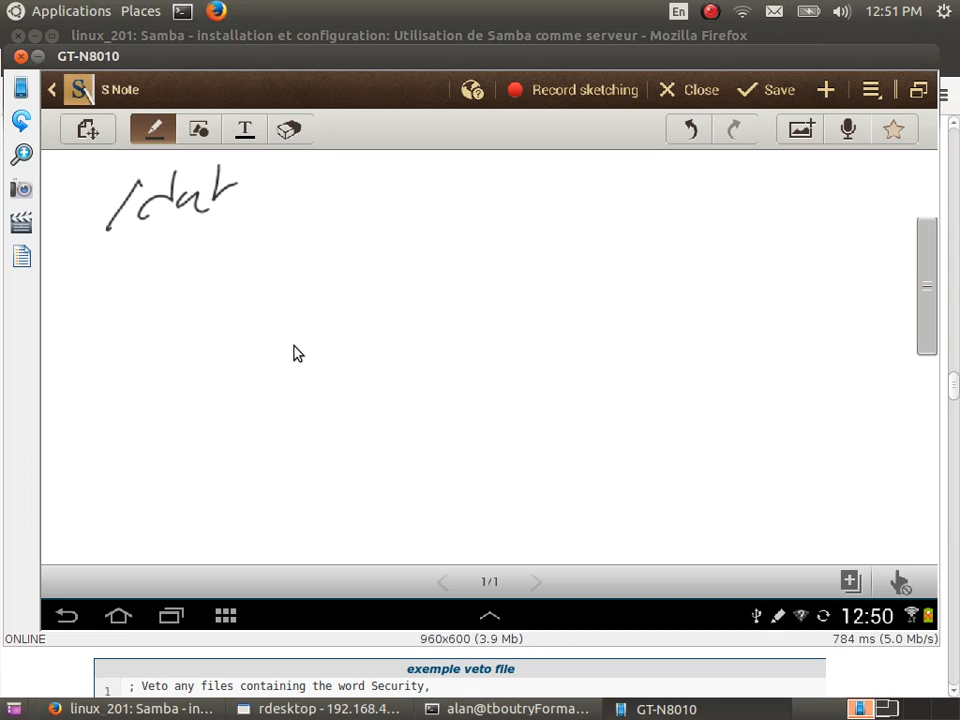 Applications Places En 12:51 PM
linux_201: Samba - installation et configuration: Utilisation de Samba comme serveur - Mozilla Firefox
GT-N8010
S Note Record sketching Close Save
T
/dat
1/1
12:50
ONLINE 960x600 (3.9 Mb) 784 ms (5.0 Mb/s)
exemple veto file
1 ; Veto any files containing the word Security,
linux_201: Samba - in... rdesktop - 192.168.4... alan@tboutryForma... GT-N8010